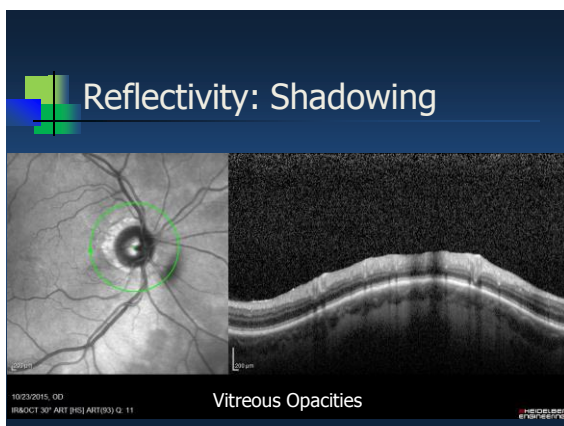 Reflectivity: Shadowing
200 µm
200 µm
10/23/2015, OD
IR&OCT 30° ART [HS] ART(93) Q: 11
Vitreous Opacities
HEIDELBERG
ENGINEERING